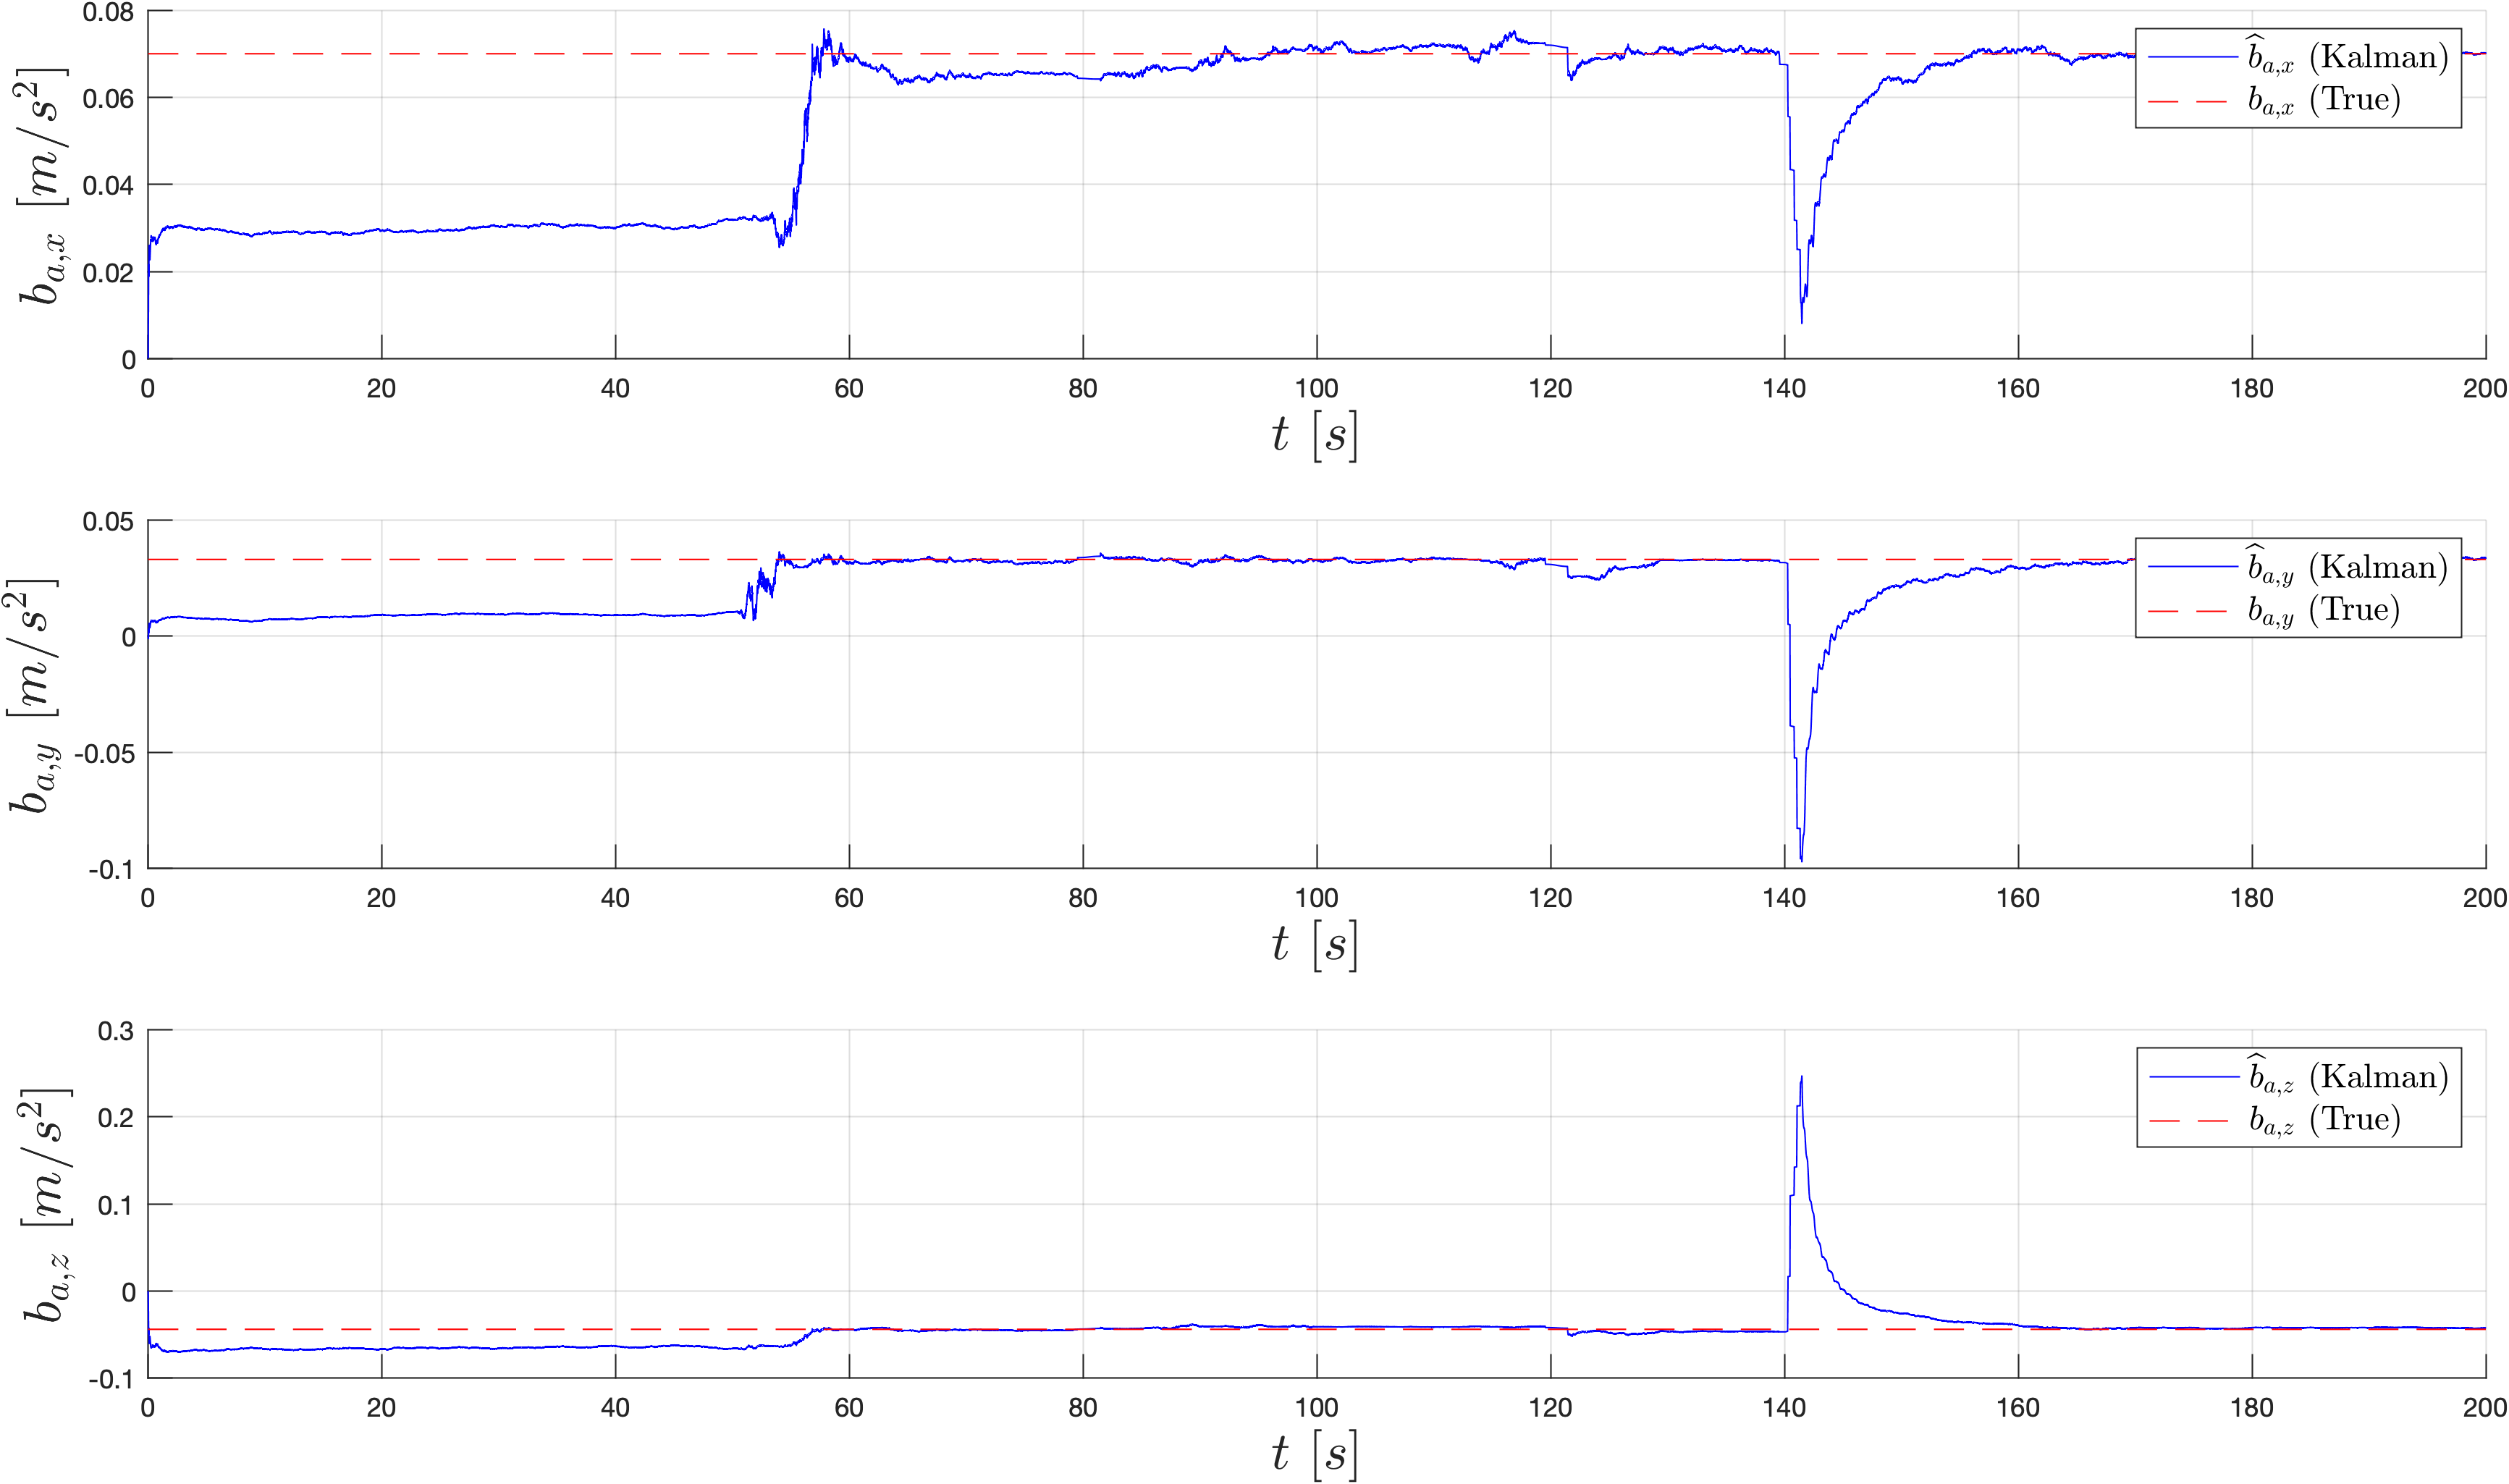 0.08
0.06
0.04
0.02
0
b_{a,x} [m/s^2]
b̂_{a,x} (Kalman)
b_{a,x} (True)
0 20 40 60 80 100 120 140 160 180 200
t [s]
0.05
0
-0.05
-0.1
b_{a,y} [m/s^2]
b̂_{a,y} (Kalman)
b_{a,y} (True)
0 20 40 60 80 100 120 140 160 180 200
t [s]
0.3
0.2
0.1
0
-0.1
b_{a,z} [m/s^2]
b̂_{a,z} (Kalman)
b_{a,z} (True)
0 20 40 60 80 100 120 140 160 180 200
t [s]